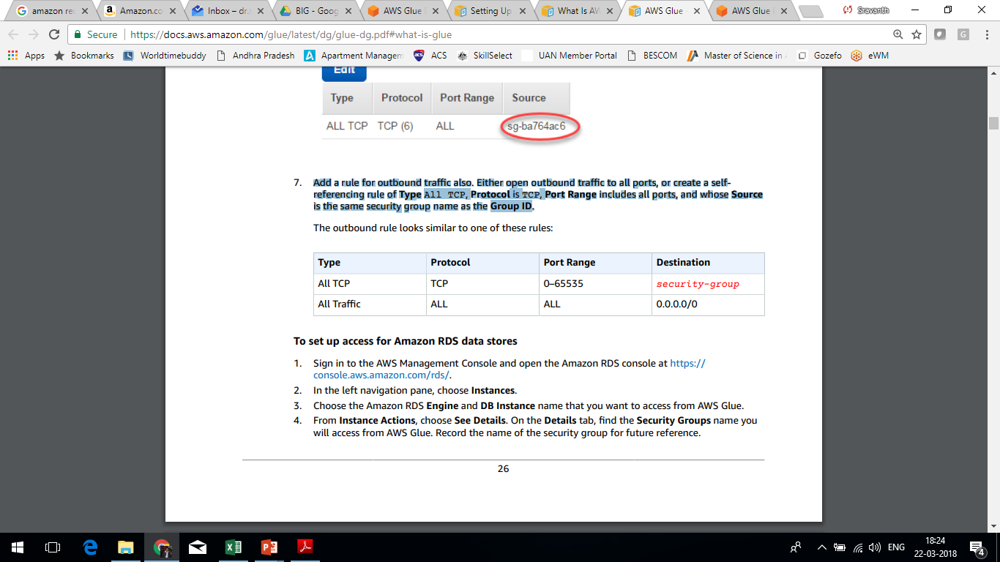 amazon rec
Amazon.co
Inbox – dr.
BIG - Goog
AWS Glue
Setting Up
What Is AW
AWS Glue
AWS Glue
Sravanth
Secure https://docs.aws.amazon.com/glue/latest/dg/glue-dg.pdf#what-is-glue
Apps Bookmarks Worldtimebuddy Andhra Pradesh Apartment Managem ACS SkillSelect UAN Member Portal BESCOM Master of Science in Gozefo eWM
Edit
Type Protocol Port Range Source
ALL TCP TCP (6) ALL sg-ba764ac6
7. Add a rule for outbound traffic also. Either open outbound traffic to all ports, or create a self-
referencing rule of Type All TCP, Protocol is TCP, Port Range includes all ports, and whose Source
is the same security group name as the Group ID.
The outbound rule looks similar to one of these rules:
Type Protocol Port Range Destination
All TCP TCP 0–65535 security-group
All Traffic ALL ALL 0.0.0.0/0
To set up access for Amazon RDS data stores
1. Sign in to the AWS Management Console and open the Amazon RDS console at https://
console.aws.amazon.com/rds/.
2. In the left navigation pane, choose Instances.
3. Choose the Amazon RDS Engine and DB Instance name that you want to access from AWS Glue.
4. From Instance Actions, choose See Details. On the Details tab, find the Security Groups name you
will access from AWS Glue. Record the name of the security group for future reference.
26
ENG
18:24
22-03-2018
4